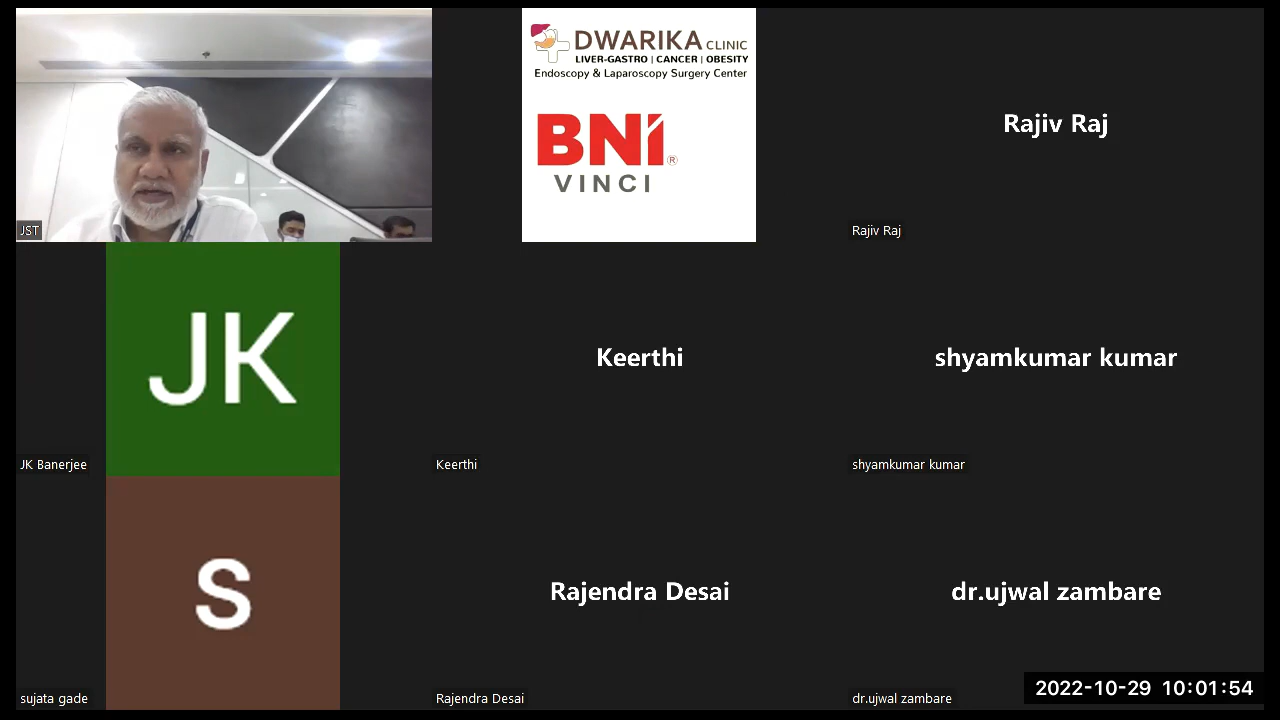 JST
DWARIKA CLINIC
LIVER-GASTRO | CANCER | OBESITY
Endoscopy & Laparoscopy Surgery Center
BNI®
VINCI
Rajiv Raj
Rajiv Raj
JK
JK Banerjee
Keerthi
Keerthi
shyamkumar kumar
shyamkumar kumar
S
sujata gade
Rajendra Desai
Rajendra Desai
dr.ujwal zambare
dr.ujwal zambare
2022-10-29 10:01:54